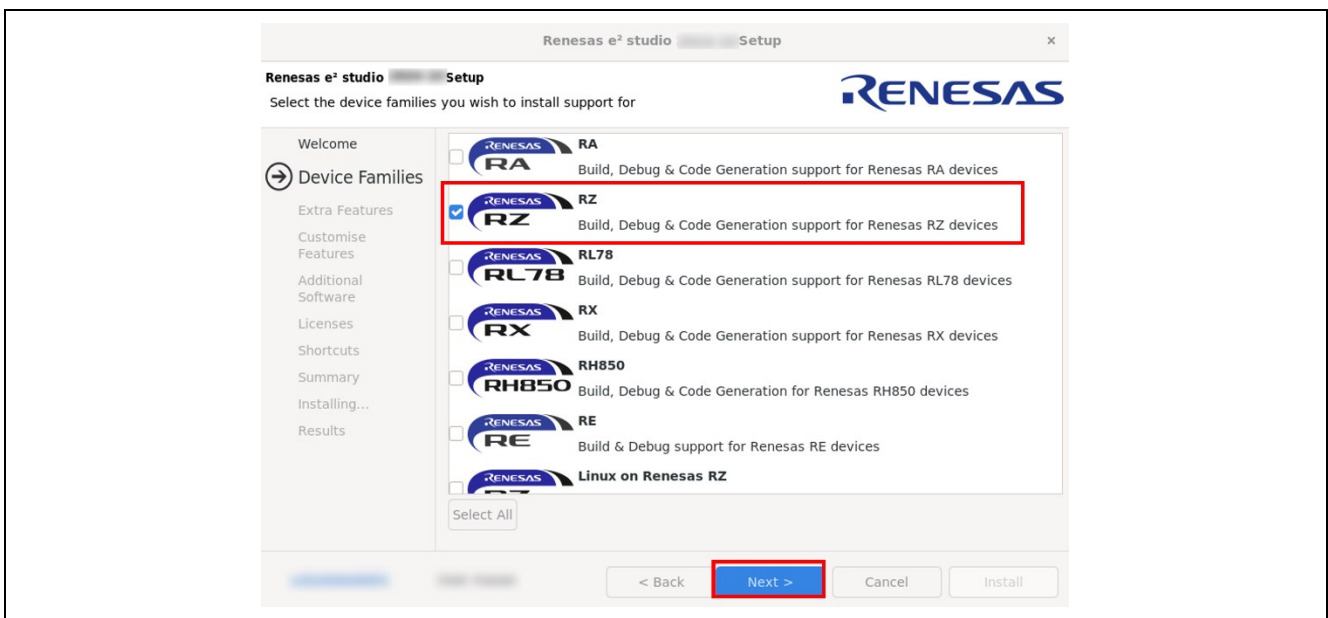 Renesas e² studio Setup
×
Renesas e² studio Setup
Select the device families you wish to install support for
RENESAS
Welcome
Device Families
Extra Features
Customise
Features
Additional
Software
Licenses
Shortcuts
Summary
Installing...
Results
RENESAS
RA
RA
Build, Debug & Code Generation support for Renesas RA devices
RENESAS
RZ
RZ
Build, Debug & Code Generation support for Renesas RZ devices
RENESAS
RL78
RL78
Build, Debug & Code Generation support for Renesas RL78 devices
RENESAS
RX
RX
Build, Debug & Code Generation support for Renesas RX devices
RENESAS
RH850
RH850
Build, Debug & Code Generation for Renesas RH850 devices
RENESAS
RE
RE
Build & Debug support for Renesas RE devices
RENESAS
Linux on Renesas RZ
Select All
< Back
Next >
Cancel
Install